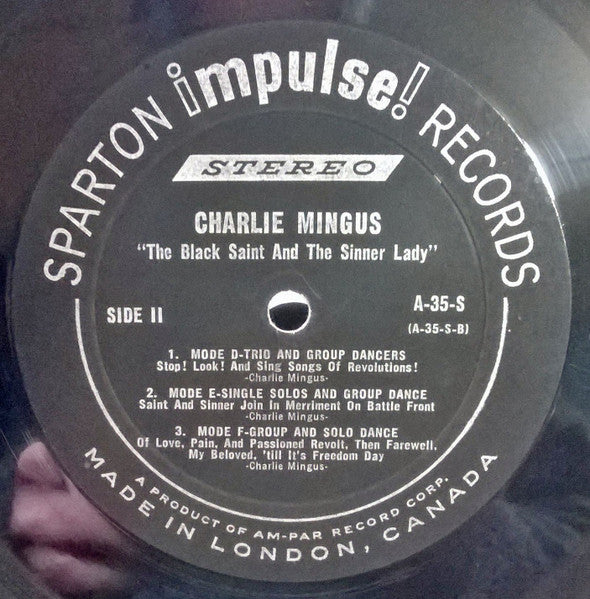 SPARTON impulse! RECORDS
STEREO
CHARLIE MINGUS
"The Black Saint And The Sinner Lady"
SIDE II
A-35-S
(A-35-S-B)
1. MODE D-TRIO AND GROUP DANCERS
Stop! Look! And Sing Songs Of Revolutions!
-Charlie Mingus-
2. MODE E-SINGLE SOLOS AND GROUP DANCE
Saint And Sinner Join In Merriment On Battle Front
-Charlie Mingus-
3. MODE F-GROUP AND SOLO DANCE
Of Love, Pain, And Passioned Revolt, Then Farewell,
My Beloved, 'till It's Freedom Day
-Charlie Mingus-
A PRODUCT OF AM-PAR RECORD CORP.
MADE IN LONDON, CANADA